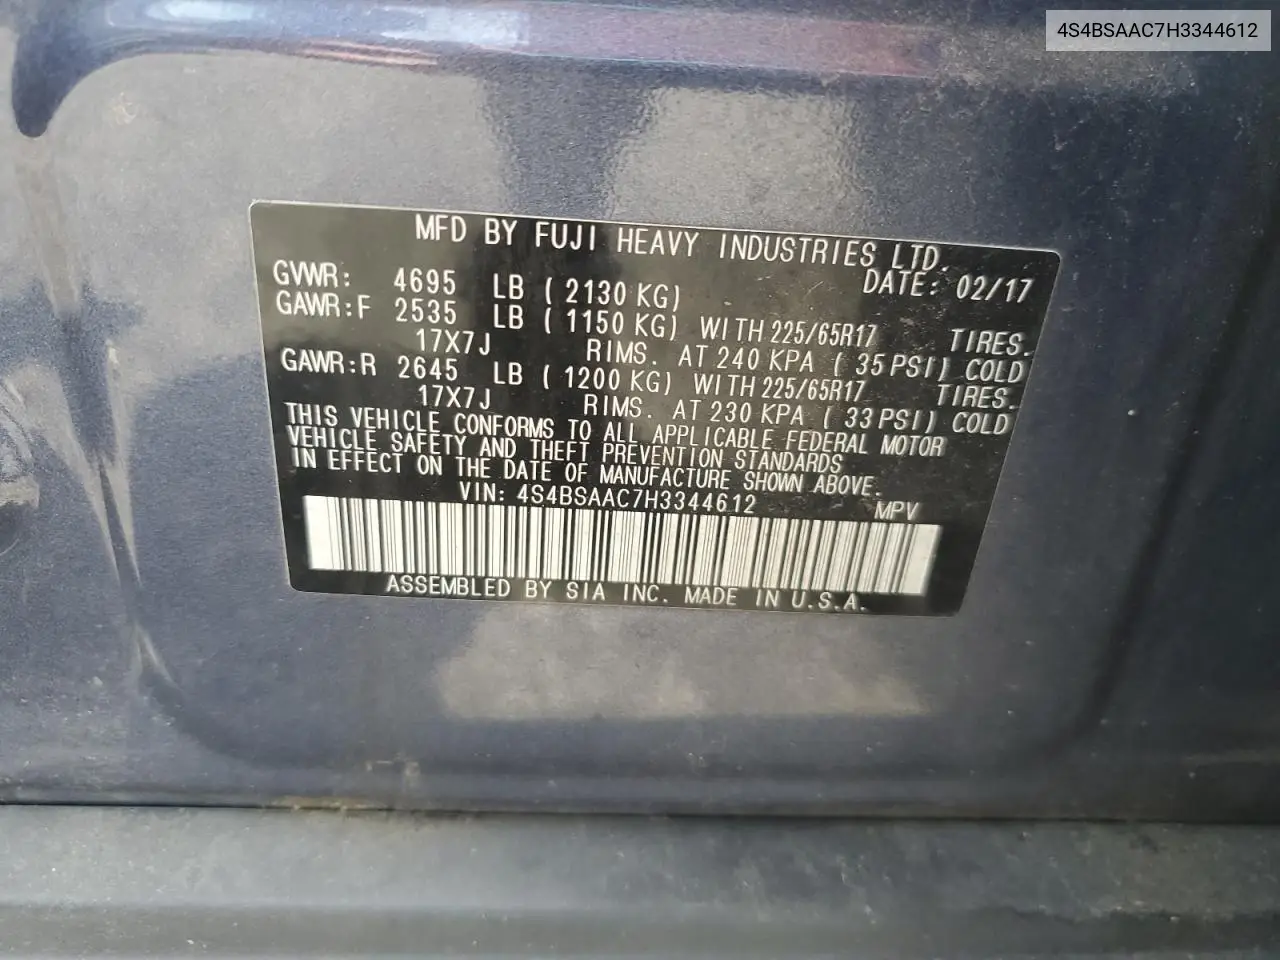 4S4BSAAC7H3344612
MFD BY FUJI HEAVY INDUSTRIES LTD.
DATE: 02/17
GVWR: 4695 LB ( 2130 KG)
GAWR:F 2535 LB ( 1150 KG) WITH 225/65R17 TIRES.
17X7J RIMS. AT 240 KPA ( 35 PSI) COLD
GAWR:R 2645 LB ( 1200 KG) WITH 225/65R17 TIRES.
17X7J RIMS. AT 230 KPA ( 33 PSI) COLD
THIS VEHICLE CONFORMS TO ALL APPLICABLE FEDERAL MOTOR
VEHICLE SAFETY AND THEFT PREVENTION STANDARDS
IN EFFECT ON THE DATE OF MANUFACTURE SHOWN ABOVE.
VIN: 4S4BSAAC7H3344612 MPV
ASSEMBLED BY SIA INC. MADE IN U.S.A.